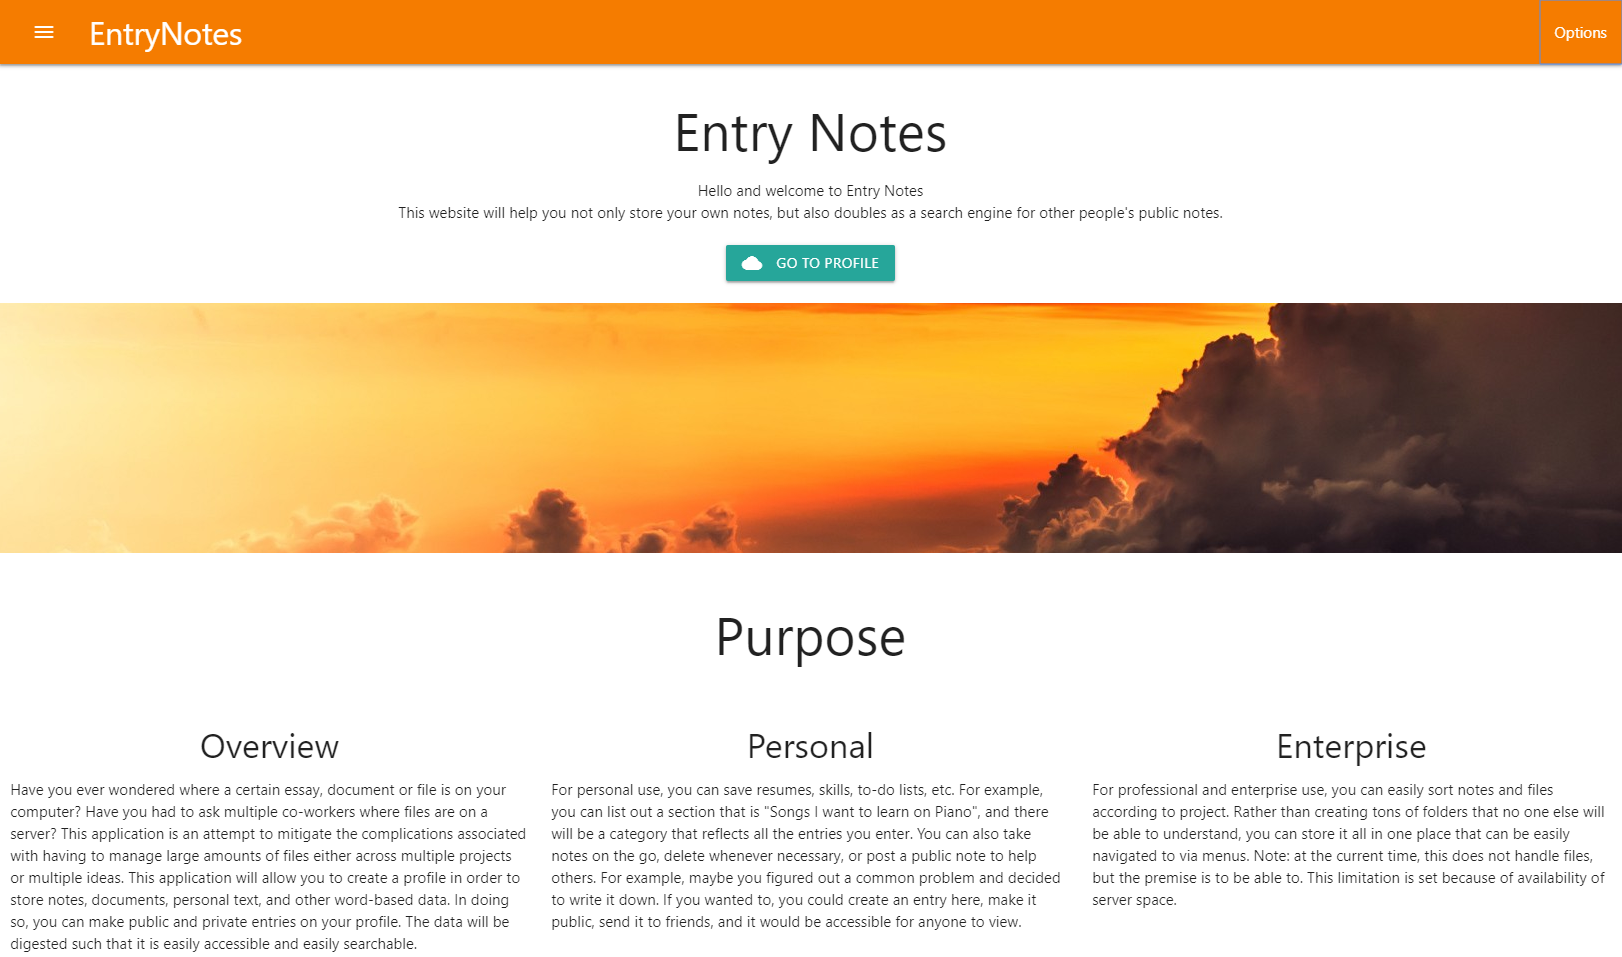 EntryNotes
Options
Entry Notes
Hello and welcome to Entry Notes
This website will help you not only store your own notes, but also doubles as a search engine for other people's public notes.
GO TO PROFILE
Purpose
Overview
Have you ever wondered where a certain essay, document or file is on your
computer? Have you had to ask multiple co-workers where files are on a
server? This application is an attempt to mitigate the complications associated
with having to manage large amounts of files either across multiple projects
or multiple ideas. This application will allow you to create a profile in order to
store notes, documents, personal text, and other word-based data. In doing
so, you can make public and private entries on your profile. The data will be
digested such that it is easily accessible and easily searchable.
Personal
For personal use, you can save resumes, skills, to-do lists, etc. For example,
you can list out a section that is "Songs I want to learn on Piano", and there
will be a category that reflects all the entries you enter. You can also take
notes on the go, delete whenever necessary, or post a public note to help
others. For example, maybe you figured out a common problem and decided
to write it down. If you wanted to, you could create an entry here, make it
public, send it to friends, and it would be accessible for anyone to view.
Enterprise
For professional and enterprise use, you can easily sort notes and files
according to project. Rather than creating tons of folders that no one else will
be able to understand, you can store it all in one place that can be easily
navigated to via menus. Note: at the current time, this does not handle files,
but the premise is to be able to. This limitation is set because of availability of
server space.